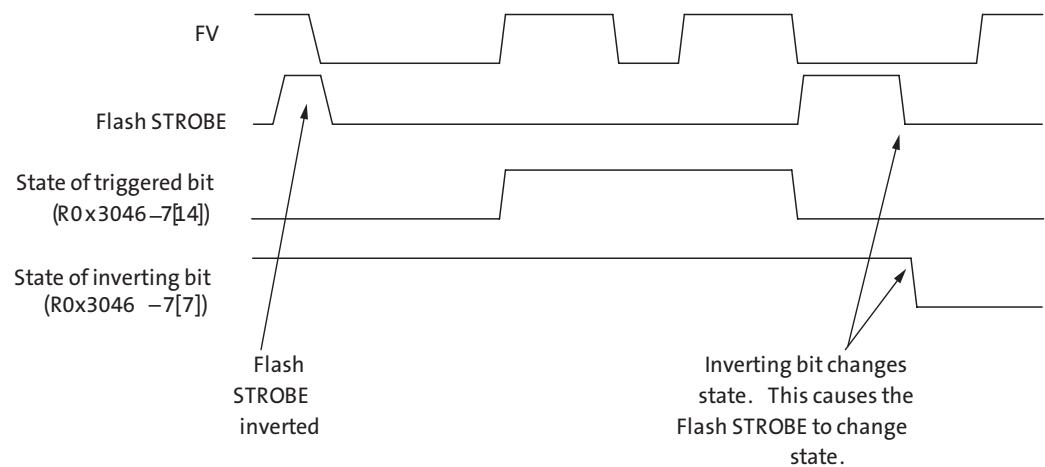 FV
Flash STROBE
State of triggered bit
(R0x3046–7[14])
State of inverting bit
(R0x3046 –7[7])
Flash
STROBE
inverted
Inverting bit changes
state. This causes the
Flash STROBE to change
state.